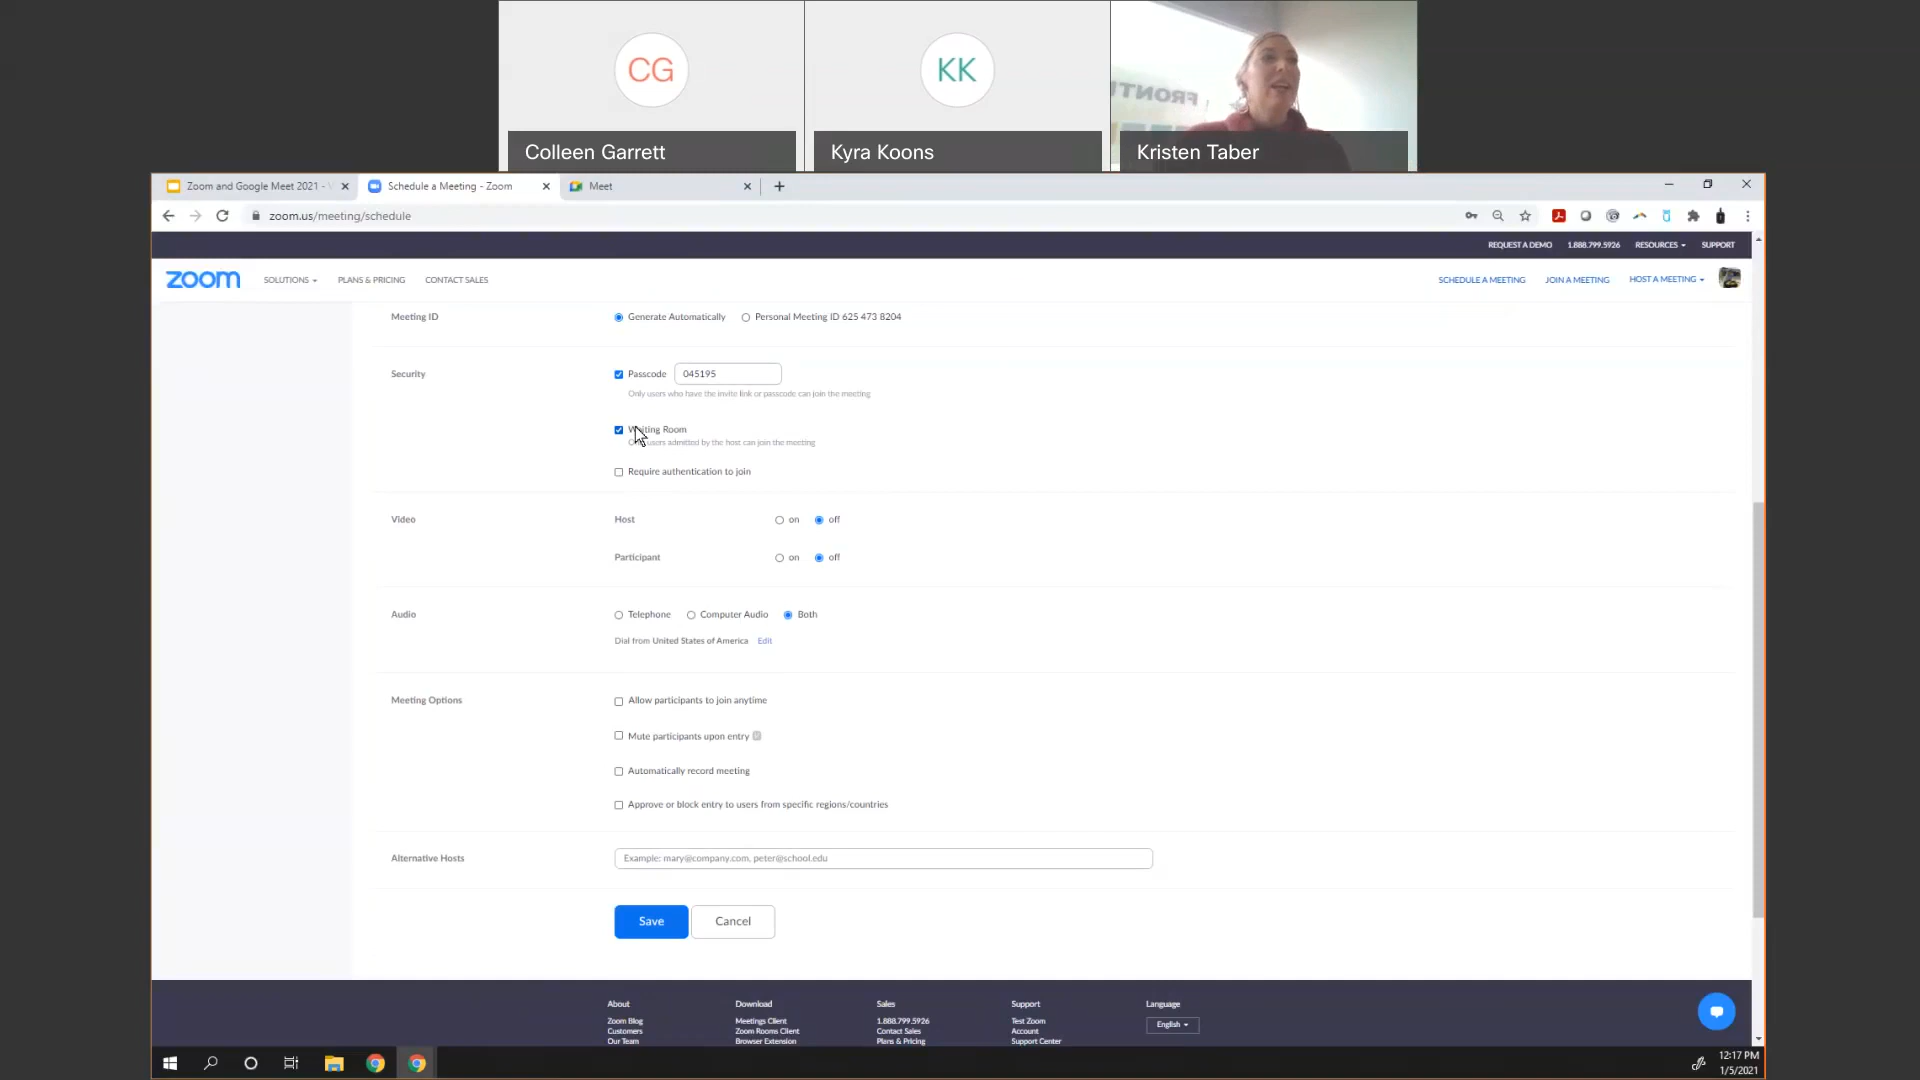 CG
KK
FRONT
Colleen Garrett
Kyra Koons
Kristen Taber
Zoom and Google Meet 2021 -
Schedule a Meeting - Zoom
Meet
zoom.us/meeting/schedule
REQUEST A DEMO 1.888.799.5926 RESOURCES SUPPORT
zoom SOLUTIONS PLANS & PRICING CONTACT SALES SCHEDULE A MEETING JOIN A MEETING HOST A MEETING
Meeting ID Generate Automatically Personal Meeting ID 625 473 8204
Security Passcode 045195
Only users who have the invite link or passcode can join the meeting
Waiting Room
Only users admitted by the host can join the meeting
Require authentication to join
Video Host on off
Participant on off
Audio Telephone Computer Audio Both
Dial from United States of America Edit
Meeting Options Allow participants to join anytime
Mute participants upon entry
Automatically record meeting
Approve or block entry to users from specific regions/countries
Alternative Hosts Example: mary@company.com, peter@school.edu
Save Cancel
About Download Sales Support Language
Zoom Blog Meetings Client 1.888.799.5926 Test Zoom English
Customers Zoom Rooms Client Contact Sales Account
Our Team Browser Extension Plans & Pricing Support Center
12:17 PM
1/5/2021